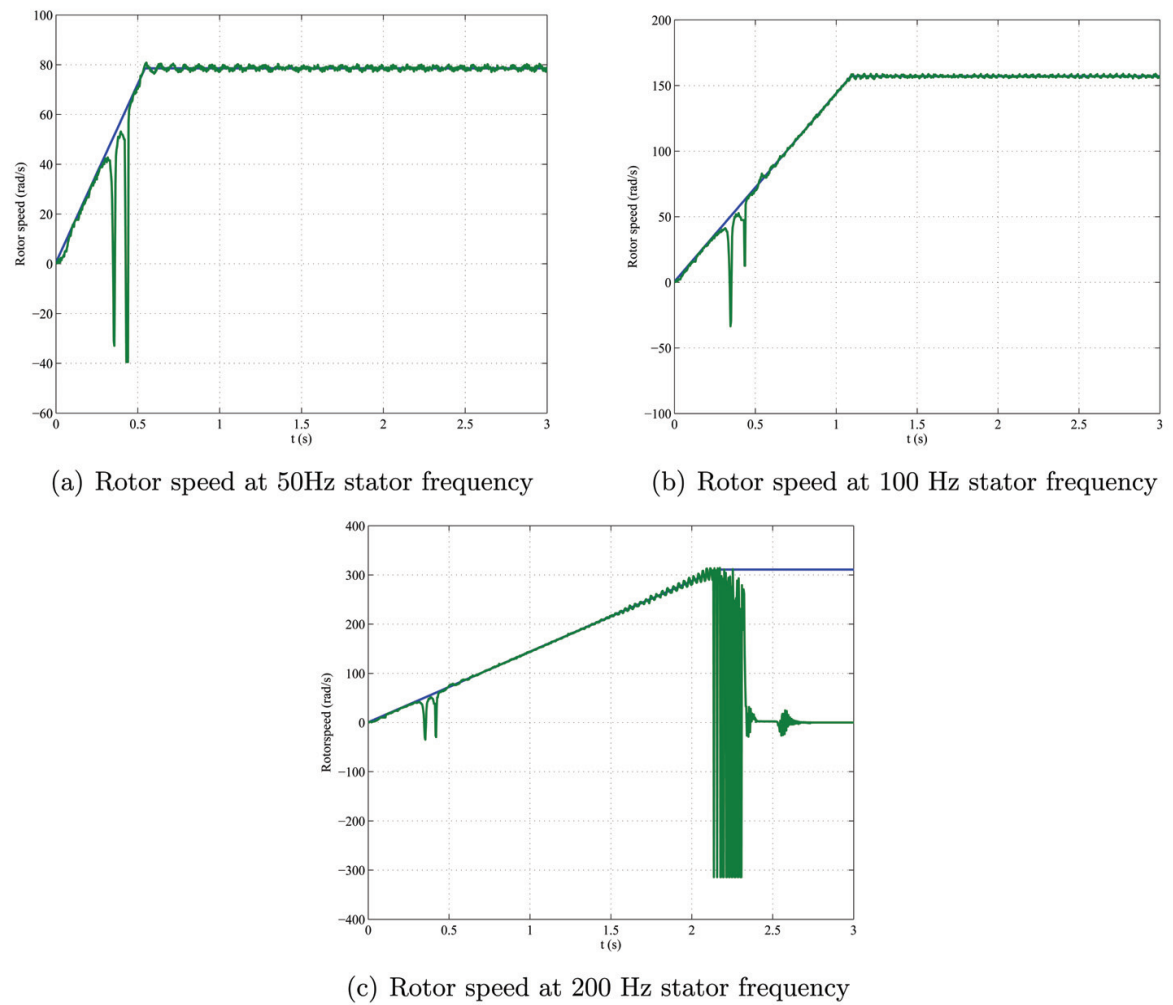 100
80
60
40
20
0
−20
−40
−60
Rotor speed (rad/s)
0 0.5 1 1.5 2 2.5 3
t (s)
(a) Rotor speed at 50Hz stator frequency
200
150
100
50
0
−50
−100
Rotor speed (rad/s)
0 0.5 1 1.5 2 2.5 3
t (s)
(b) Rotor speed at 100 Hz stator frequency
400
300
200
100
0
−100
−200
−300
−400
Rotorspeed (rad/s)
0 0.5 1 1.5 2 2.5 3
t (s)
(c) Rotor speed at 200 Hz stator frequency